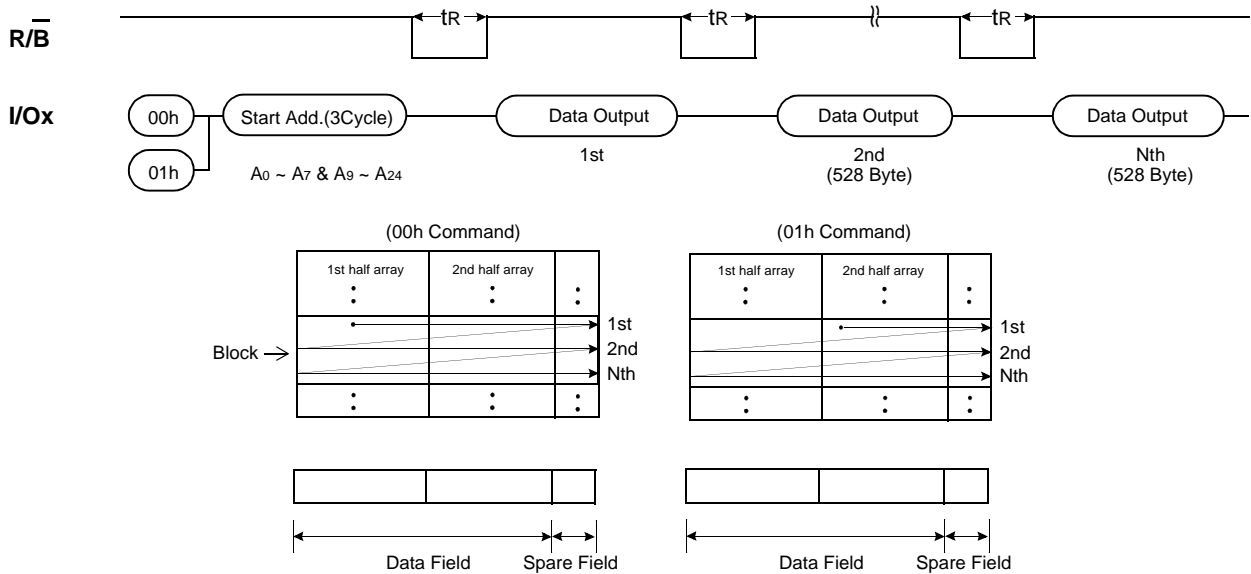 R/B tR tR tR
I/Ox 00h Start Add.(3Cycle) Data Output Data Output Data Output
01h A0 ~ A7 & A9 ~ A24 1st 2nd Nth
(528 Byte) (528 Byte)
(00h Command) (01h Command)
1st half array 2nd half array 1st half array 2nd half array
1st 1st
Block 2nd 2nd
Nth Nth
Data Field Spare Field Data Field Spare Field